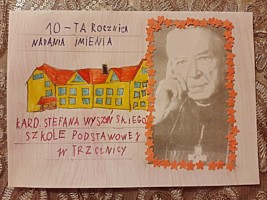 10-TA ROCZNICA
NADANIA IMIENIA
KARD. STEFANA WYSZYŃSKIEGO
SZKOLE PODSTAWOWEJ
W TRZCINICY